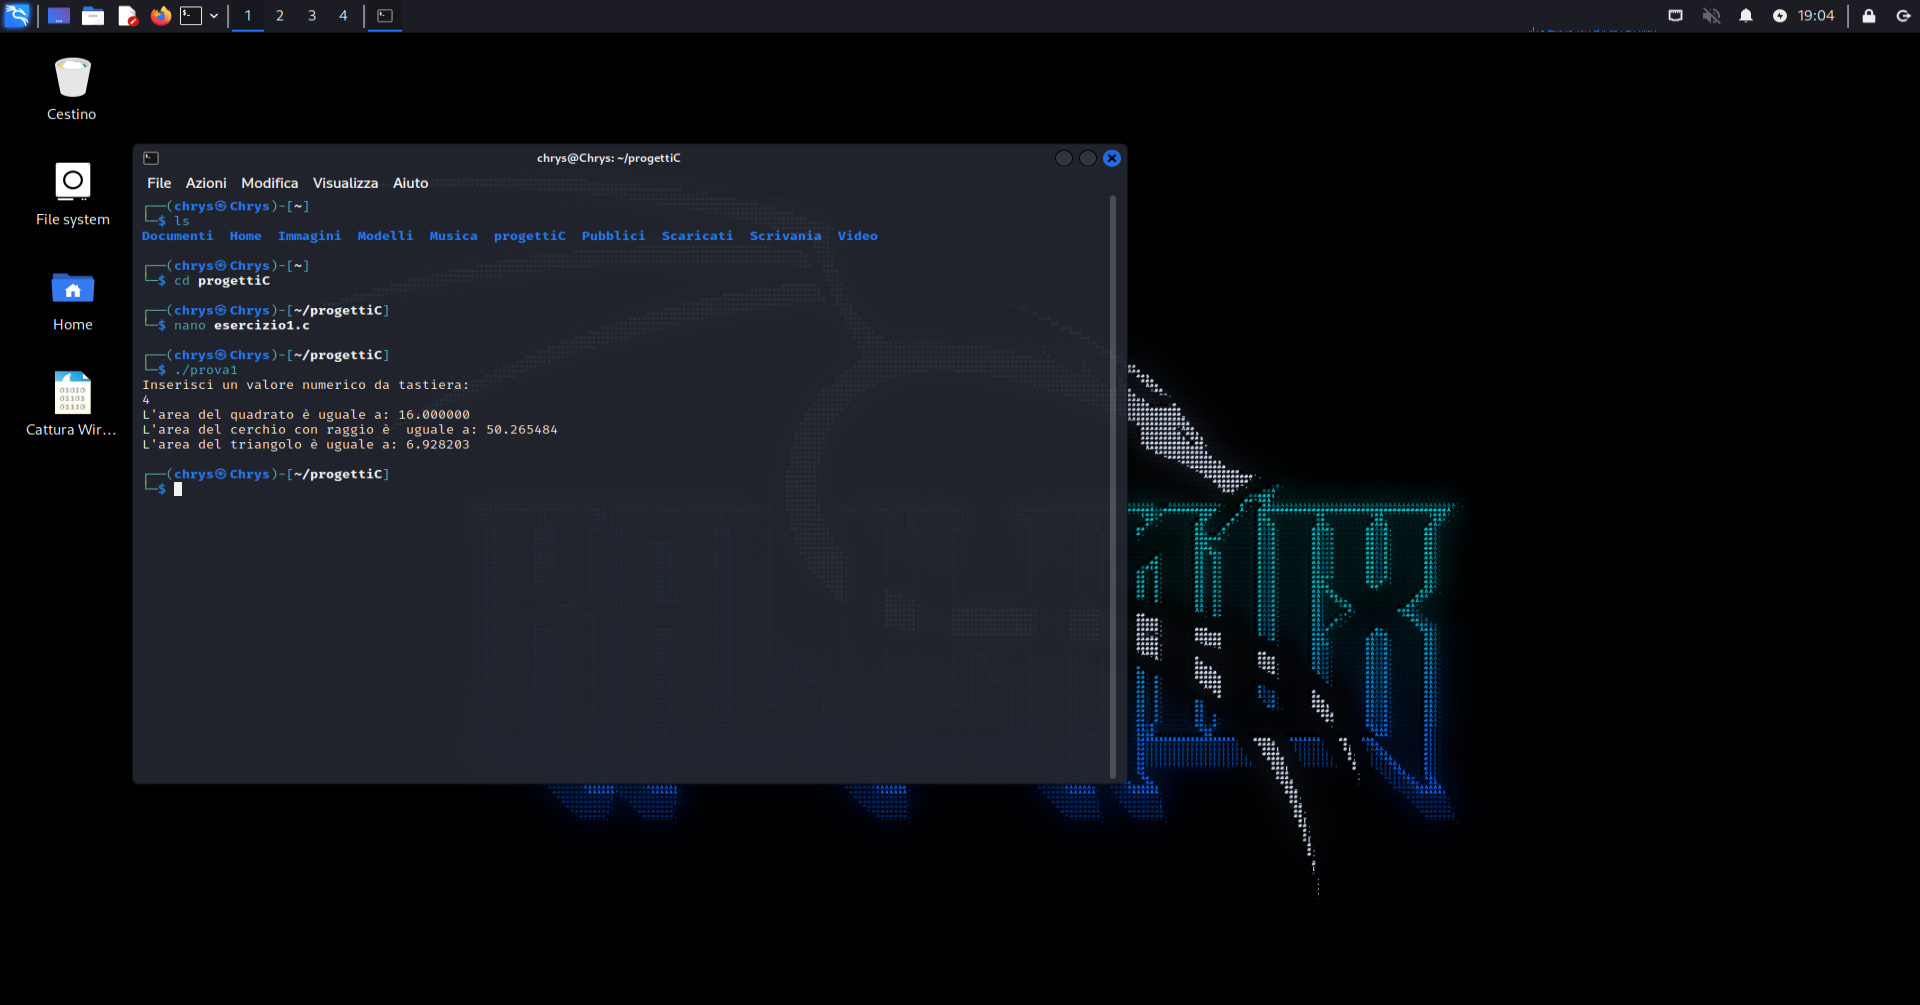 1 2 3 4 19:04
Cestino
File system
Home
Cattura Wir...
chrys@Chrys: ~/progettiC
File Azioni Modifica Visualizza Aiuto
┌──(chrys㉿Chrys)-[~]
└─$ ls
Documenti Home Immagini Modelli Musica progettiC Pubblici Scaricati Scrivania Video
┌──(chrys㉿Chrys)-[~]
└─$ cd progettiC
┌──(chrys㉿Chrys)-[~/progettiC]
└─$ nano esercizio1.c
┌──(chrys㉿Chrys)-[~/progettiC]
└─$ ./prova1
Inserisci un valore numerico da tastiera:
4
L'area del quadrato è uguale a: 16.000000
L'area del cerchio con raggio è  uguale a: 50.265484
L'area del triangolo è uguale a: 6.928203
┌──(chrys㉿Chrys)-[~/progettiC]
└─$